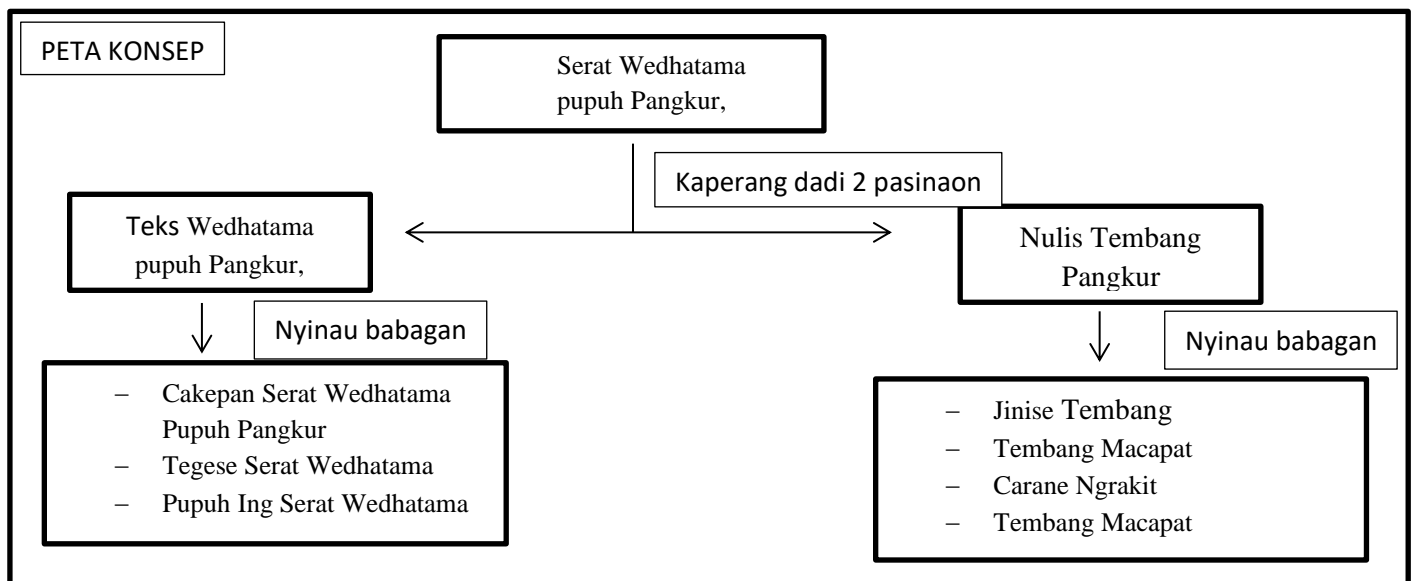 PETA KONSEP
Serat Wedhatama
pupuh Pangkur,
Kaperang dadi 2 pasinaon
Teks Wedhatama
pupuh Pangkur,
Nulis Tembang
Pangkur
Nyinau babagan
Nyinau babagan
– Cakepan Serat Wedhatama
Pupuh Pangkur
– Tegese Serat Wedhatama
– Pupuh Ing Serat Wedhatama
– Jinise Tembang
– Tembang Macapat
– Carane Ngrakit
– Tembang Macapat